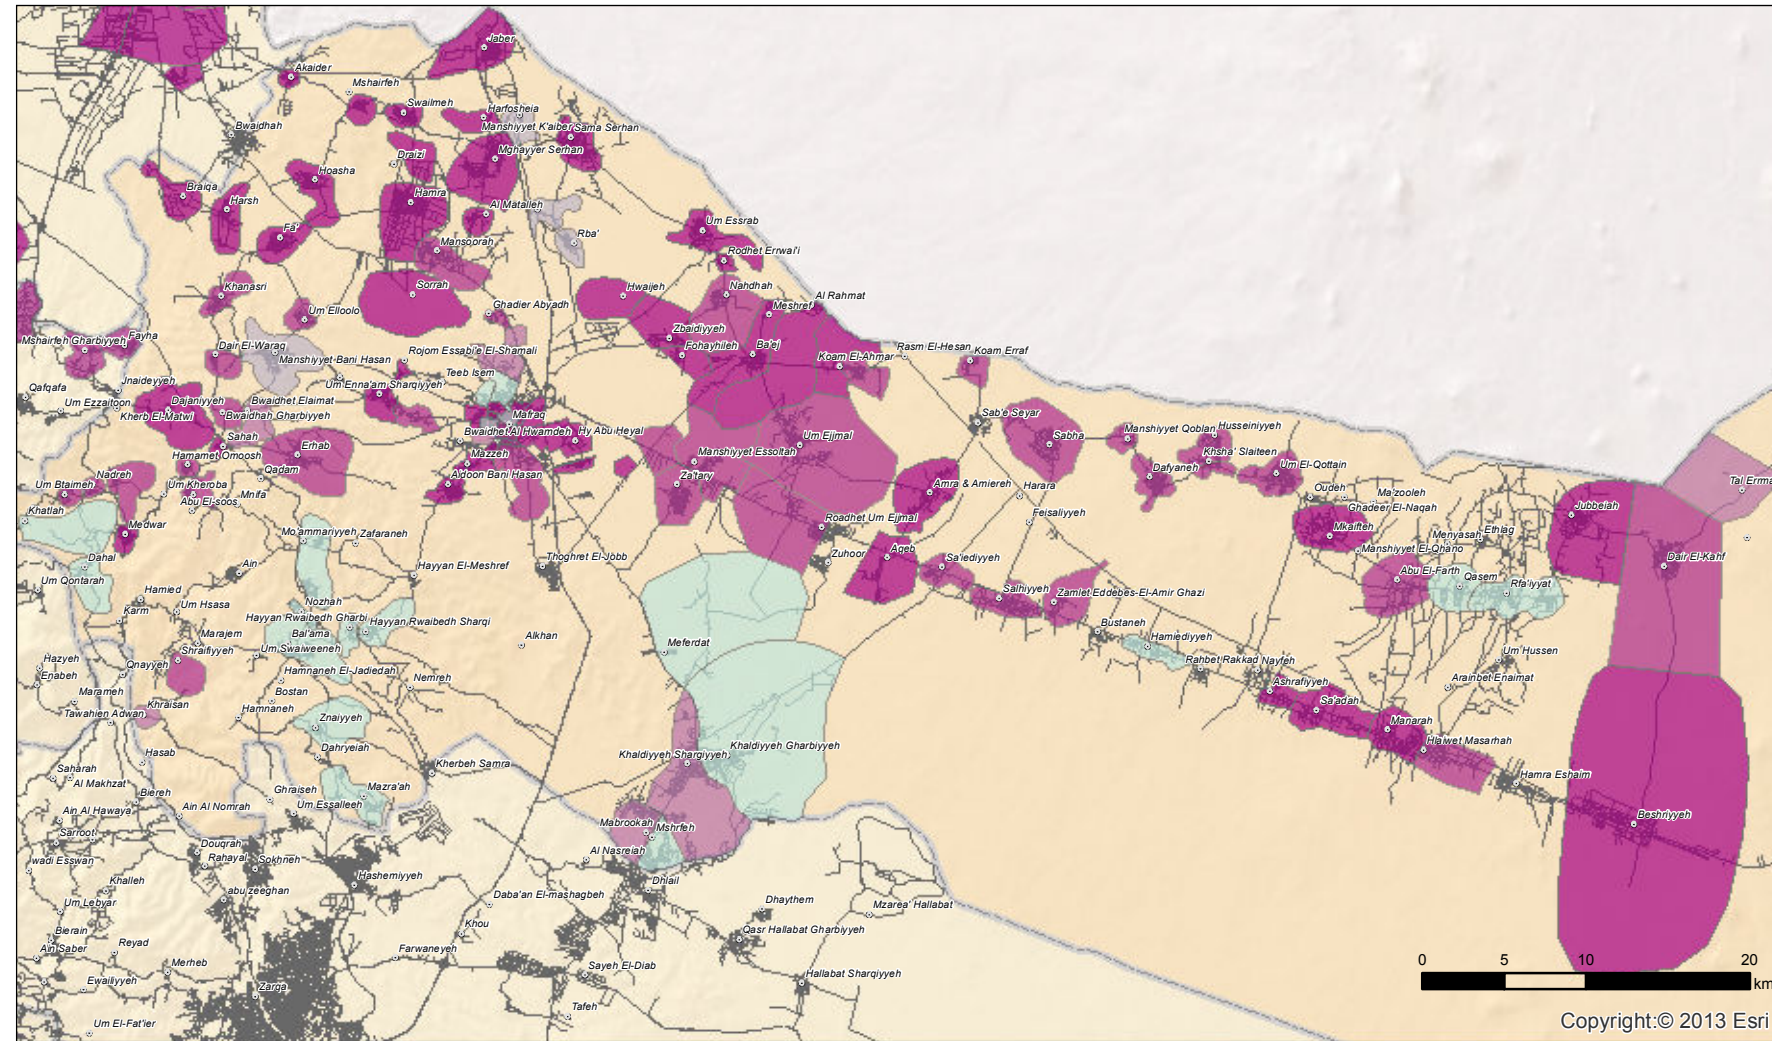 Jaber
Akaider
Mshairfeh
Swailmeh
Harfosheia
Manshiyyet K'aiber
Sama Serhan
Bwaidhah
Mghayyer Serhan
Draizi
Hoasha
Braiqa
Harsh
Hamra
Al Matalleh
Um Essrab
Fa'
Rba'
Mansoorah
Rodhet Errwai'i
Khanasri
Sorrah
Hwaijeh
Nahdhah
Al Rahmat
Ghadier Abyadh
Meshref
Um Elloolo
Zbaidiyyeh
Fayha
Mshairfeh Gharbiyyeh
Dair El-Waraq
Rojom Essabi'e El-Shamali
Fohayhileh
Ba'ej
Rasm El-Hesan
Koam Erraf
Manshiyyet Bani Hasan
Koam El-Ahmar
Teeb Isem
Qafqafa
Jnaideyyeh
Um Enna'am Sharqiyyeh
Um Ezzaitoon
Dajaniyyeh
Bwaidhet Elaimat
Kherb El-Matwi
Bwaidhah Gharbiyyeh
Mafraq
Sab'e Seyar
Bwaidhet Al Hwamdeh
Hy Abu Heyal
Sahah
Erhab
Um Ejjmal
Sabha
Manshiyyet Qoblan
Husseiniyyeh
Hamamet Omoosh
Mazzeh
Manshiyyet Essoltah
Khsha' Slaiteen
Nadreh
Qadam
Aidoon Bani Hasan
Za'tary
Dafyaneh
Um El-Qottain
Um Btaimeh
Um Kheroba
Mnifa
Amra & Amiereh
Harara
Oudeh
Ma'zooleh
Tal Erma
Abu El-soos
Ghadeer El-Naqah
Jubbelah
Khatlah
Medwar
Mo'ammariyyeh
Zafaraneh
Roadhet Um Ejjmal
Feisaliyyeh
Mkaifteh
Menyasah
Ethlag
Dahal
Thoghret El-Jobb
Zuhoor
Aqeb
Sa'iediyyeh
Manshiyyet El-Qhano
Dair El-Kahf
Ain
Hayyan El-Meshref
Abu El-Farth
Qasem
Rfa'iyyat
Um Qontarah
Hamied
Nozhah
Salhiyyeh
Zamlet Eddebes-El-Amir Ghazi
Karm
Um Hsasa
Hayyan Rwaibedh Gharbi
Hayyan Rwaibedh Sharqi
Marajem
Bal'ama
Alkhan
Meferdat
Bustaneh
Hamiediyyeh
Shraifiyyeh
Um Swaiweeneh
Um Hussen
Hazyeh
Qnayyeh
Rahbet Rakkad
Nayfeh
Enabeh
Hamnaneh El-Jadiedah
Nemreh
Ashrafiyyeh
Arainbet Enaimat
Marameh
Bostan
Khraisan
Hamnaneh
Sa'adah
Tawahien Adwan
Znaiyyeh
Manarah
Hasab
Dahryeiah
Khaldiyyeh Shargiyyeh
Khaldiyyeh Gharbiyyeh
Hlaiwet Masarhah
Saharah
Kherbeh Samra
Hamra Eshaim
Al Makhzat
Biereh
Ghraiseh
Mazra'ah
Um Essalleeh
Ain Al Hawaya
Ain Al Nomrah
Mabrookah
Mshrfeh
Beshriyyeh
Sarroot
Douqrah
Al Nasreiah
wadi Esswan
Rahayal
Sokhneh
Hashemiyyeh
Dhlail
Khalleh
abu zeeghan
Daba'an El-mashagbeh
Dhaythem
Um Lebyar
Mzarea' Hallabat
Khou
Bierain
Reyad
Qasr Hallabat Gharbiyyeh
Ain Saber
Farwaneyeh
Merheb
Sayeh El-Diab
Hallabat Sharqiyyeh
Ewailiyyeh
Zarqa
Tafeh
Um El-Fat'ier
0 5 10 20
km
Copyright:© 2013 Esri